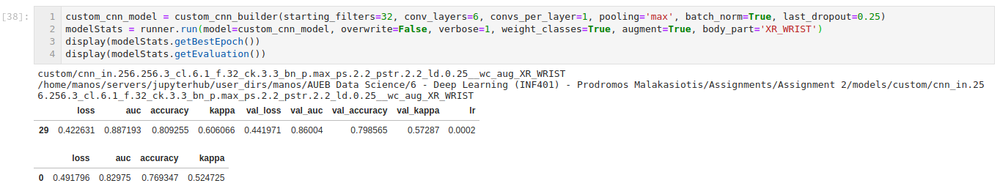 [38]:
1 custom_cnn_model = custom_cnn_builder(starting_filters=32, conv_layers=6, convs_per_layer=1, pooling='max', batch_norm=True, last_dropout=0.25)
2 modelStats = runner.run(model=custom_cnn_model, overwrite=False, verbose=1, weight_classes=True, augment=True, body_part='XR_WRIST')
3 display(modelStats.getBestEpoch())
4 display(modelStats.getEvaluation())
custom/cnn_in.256.256.3_cl.6.1_f.32_ck.3.3_bn_p.max_ps.2.2_pstr.2.2_ld.0.25__wc_aug_XR_WRIST
/home/manos/servers/jupyterhub/user_dirs/manos/AUEB Data Science/6 - Deep Learning (INF401) - Prodromos Malakasiotis/Assignments/Assignment 2/models/custom/cnn_in.25
6.256.3_cl.6.1_f.32_ck.3.3_bn_p.max_ps.2.2_pstr.2.2_ld.0.25__wc_aug_XR_WRIST
loss auc accuracy kappa val_loss val_auc val_accuracy val_kappa lr
29 0.422631 0.887193 0.809255 0.606066 0.441971 0.86004 0.798565 0.57287 0.0002
loss auc accuracy kappa
0 0.491796 0.82975 0.769347 0.524725